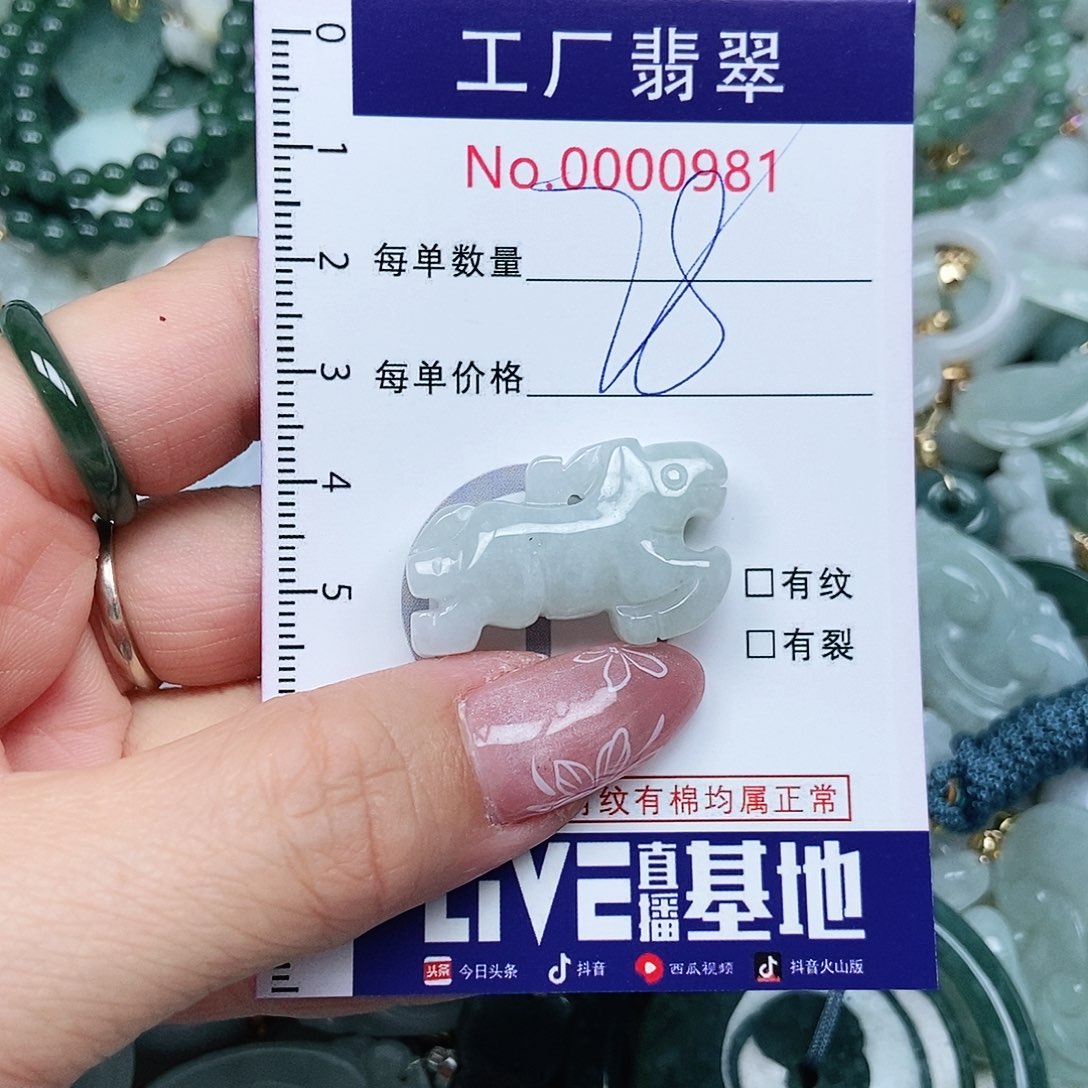 工厂翡翠
No.0000981
78
每单数量
每单价格
0
1
2
3
4
5
□有纹
□有裂
纹有棉均属正常
LIVE直播基地
头条 今日头条 抖音 西瓜视频 抖音火山版